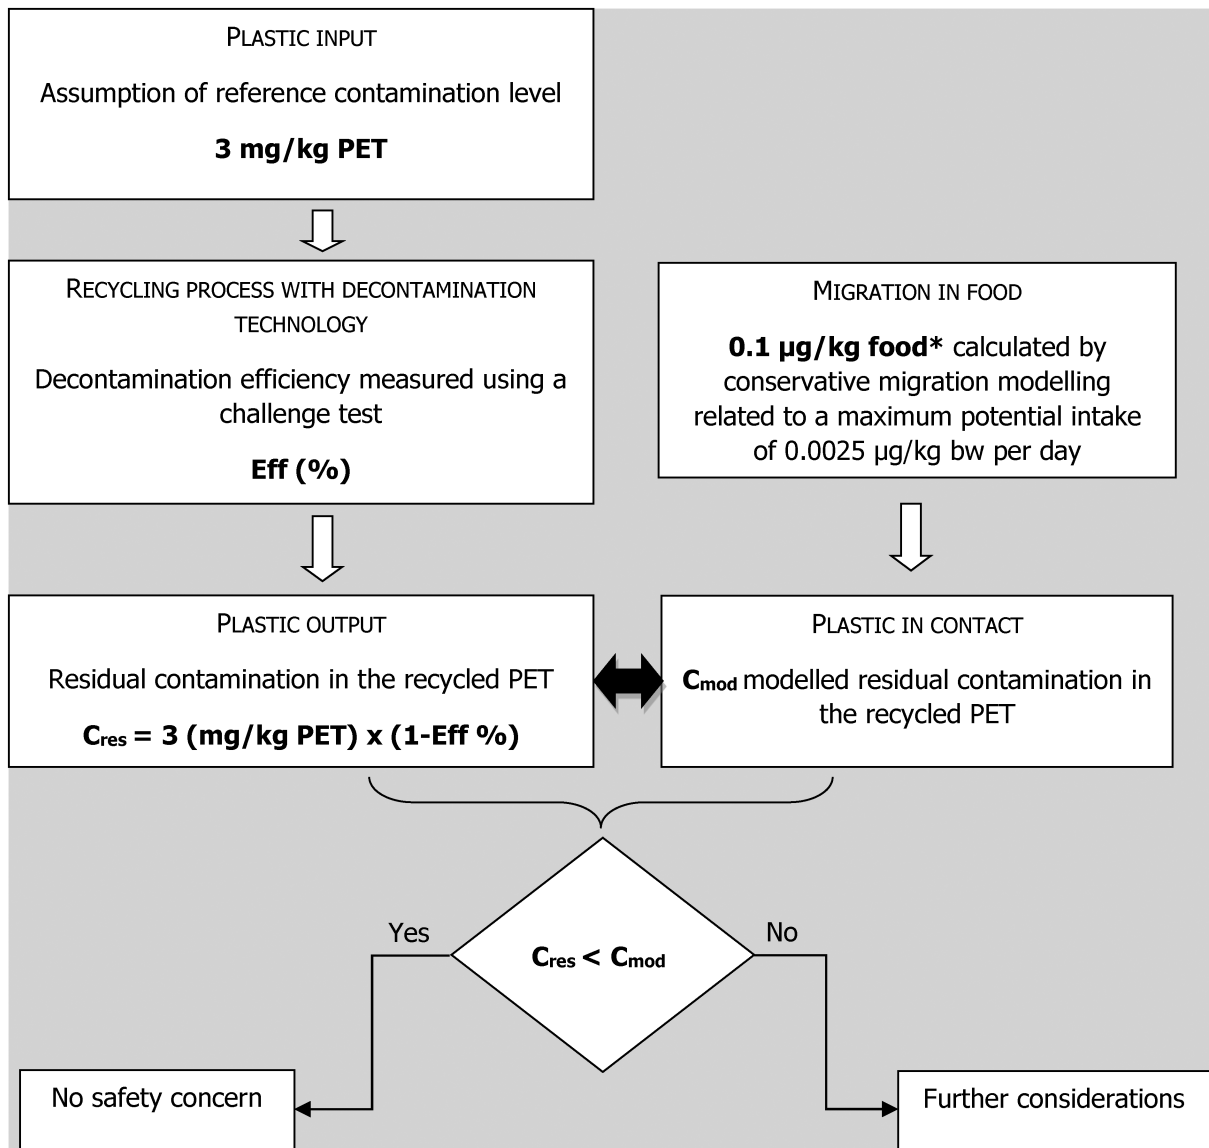 PLASTIC INPUT
Assumption of reference contamination level
3 mg/kg PET
RECYCLING PROCESS WITH DECONTAMINATION
TECHNOLOGY
Decontamination efficiency measured using a
challenge test
Eff (%)
MIGRATION IN FOOD
0.1 µg/kg food* calculated by
conservative migration modelling
related to a maximum potential intake
of 0.0025 µg/kg bw per day
PLASTIC OUTPUT
Residual contamination in the recycled PET
Cres = 3 (mg/kg PET) x (1-Eff %)
PLASTIC IN CONTACT
Cmod modelled residual contamination in
the recycled PET
Yes
Cres < Cmod
No
No safety concern
Further considerations